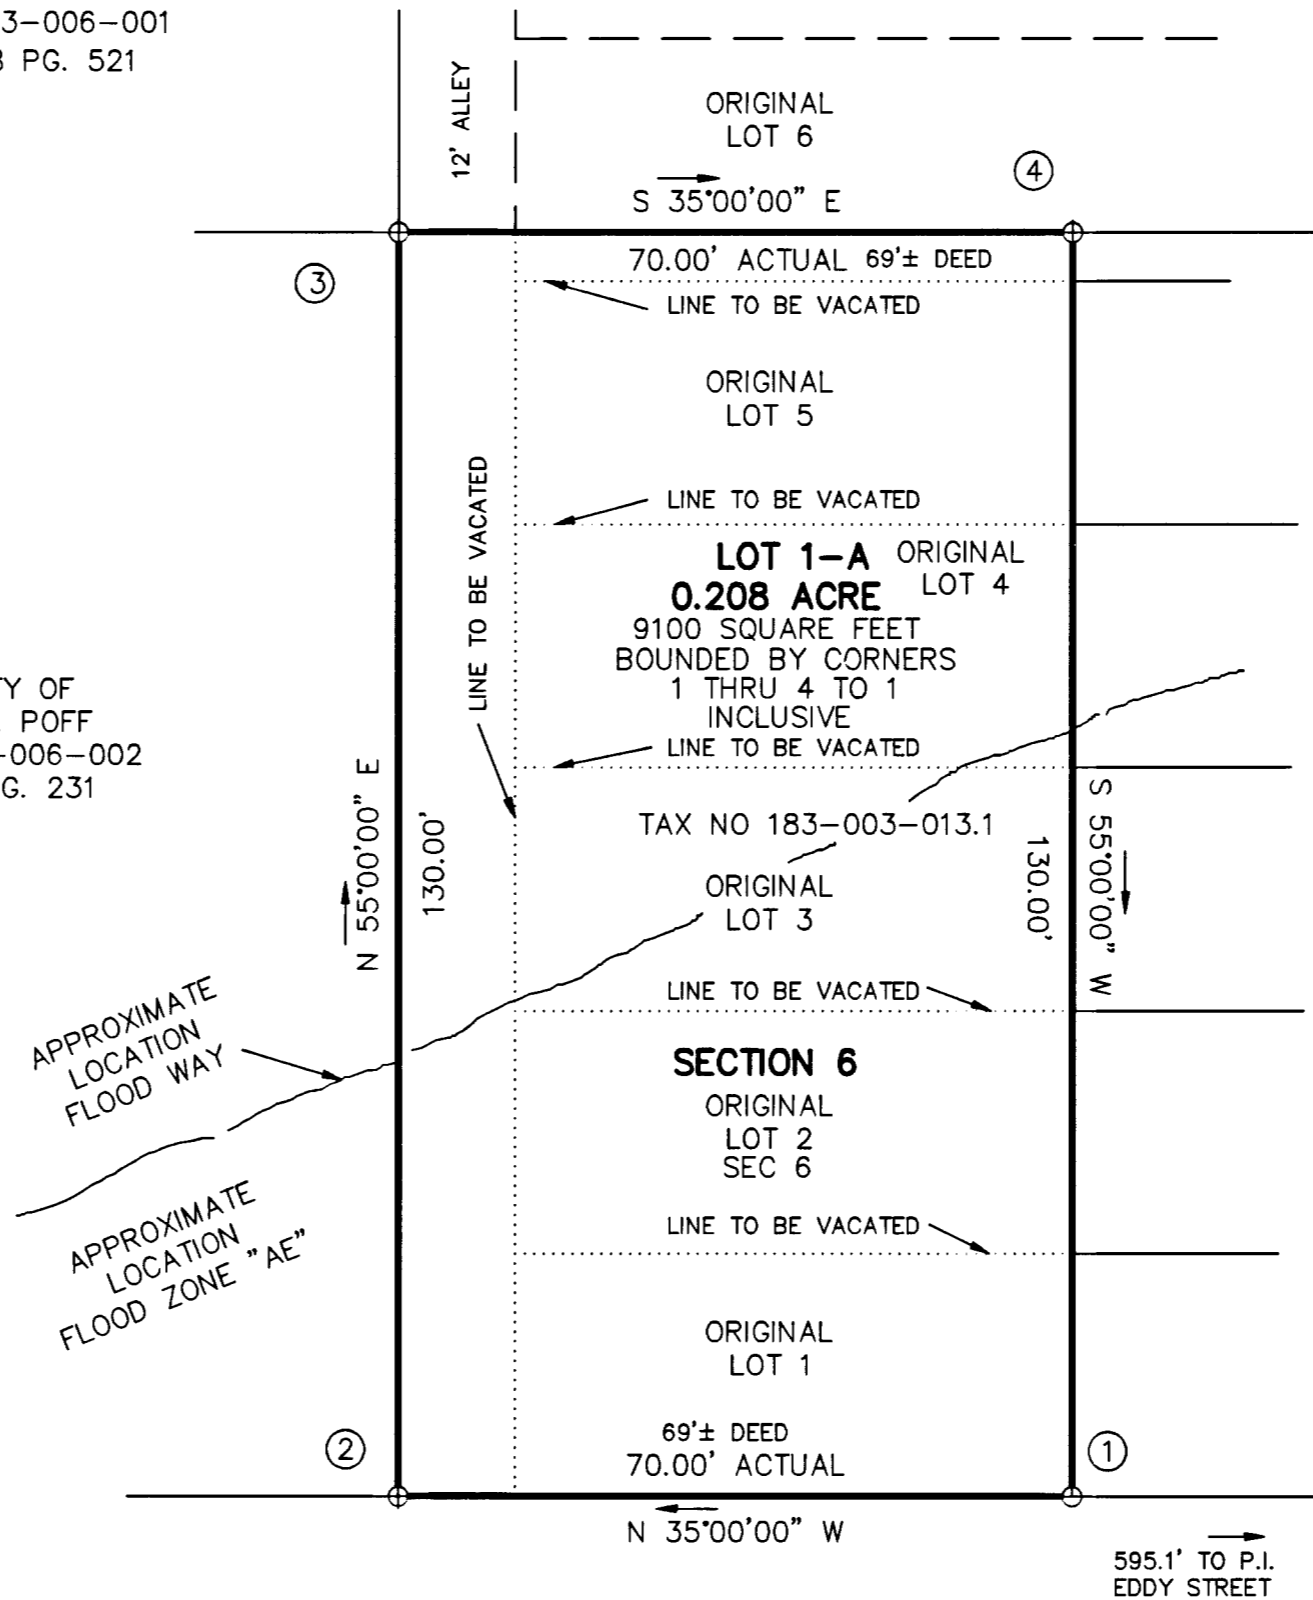 3-006-001
PG. 521
12' ALLEY
ORIGINAL
LOT 6
④
S 35°00'00" E
③
70.00' ACTUAL 69'± DEED
LINE TO BE VACATED
ORIGINAL
LOT 5
LINE TO BE VACATED
LINE TO BE VACATED
LOT 1-A
0.208 ACRE
ORIGINAL
LOT 4
9100 SQUARE FEET
BOUNDED BY CORNERS
1 THRU 4 TO 1
INCLUSIVE
LINE TO BE VACATED
TY OF
POFF
-006-002
G. 231
N 55°00'00" E
130.00'
TAX NO 183-003-013.1
130.00'
S 55°00'00" W
ORIGINAL
LOT 3
LINE TO BE VACATED
APPROXIMATE
LOCATION
FLOOD WAY
SECTION 6
ORIGINAL
LOT 2
SEC 6
APPROXIMATE
LOCATION
FLOOD ZONE "AE"
LINE TO BE VACATED
ORIGINAL
LOT 1
69'± DEED
70.00' ACTUAL
②
①
N 35°00'00" W
595.1' TO P.I.
EDDY STREET